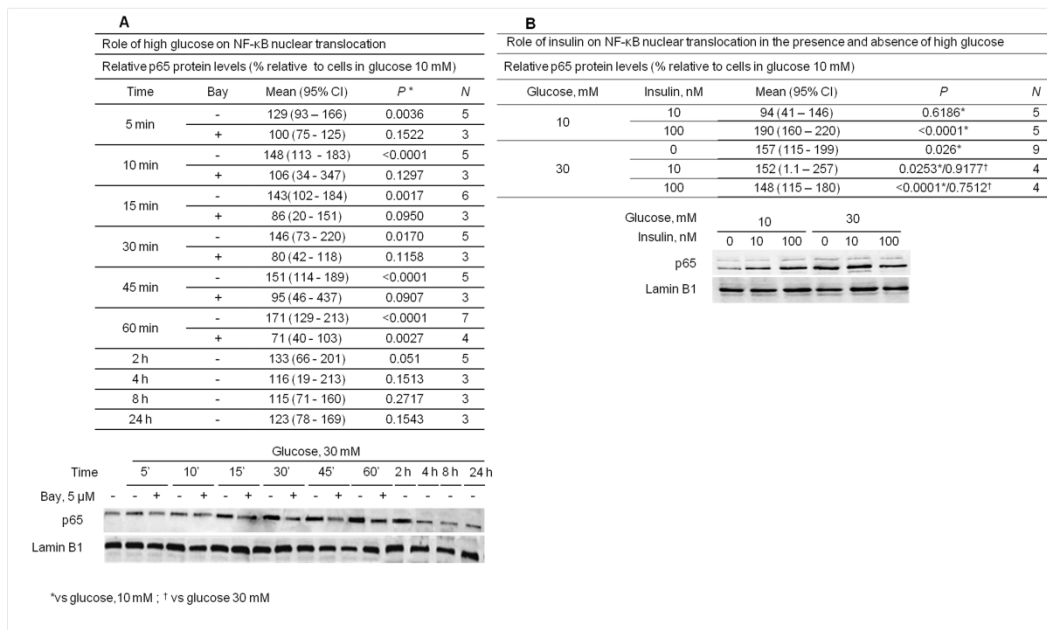 A
Role of high glucose on NF-κB nuclear translocation
Relative p65 protein levels (% relative to cells in glucose 10 mM)
Time Bay Mean (95% CI) P * N
5 min - 129 (93 – 166) 0.0036 5
+ 100 (75 - 125) 0.1522 3
10 min - 148 (113 - 183) <0.0001 5
+ 106 (34 - 347) 0.1297 3
15 min - 143(102 - 184) 0.0017 6
+ 86 (20 - 151) 0.0950 3
30 min - 146 (73 - 220) 0.0170 5
+ 80 (42 - 118) 0.1158 3
45 min - 151 (114 - 189) <0.0001 5
+ 95 (46 - 437) 0.0907 3
60 min - 171 (129 - 213) <0.0001 7
+ 71 (40 - 103) 0.0027 4
2 h - 133 (66 - 201) 0.051 5
4h - 116 (19 - 213) 0.1513 3
8 h - 115 (71 - 160) 0.2717 3
24 h - 123 (78 - 169) 0.1543 3
Glucose, 30 mM
Time 5' 10' 15' 30' 45' 60' 2 h 4 h 8 h 24 h
Bay, 5 µM - - + - + - + - + - + - + - - - -
p65
Lamin B1
*vs glucose, 10 mM ; † vs glucose 30 mM
B
Role of insulin on NF-κB nuclear translocation in the presence and absence of high glucose
Relative p65 protein levels (% relative to cells in glucose 10 mM)
Glucose, mM Insulin, nM Mean (95% CI) P N
10 10 94 (41 – 146) 0.6186* 5
100 190 (160 – 220) <0.0001* 5
30 0 157 (115 - 199) 0.026* 9
10 152 (1.1 – 257) 0.0253*/0.9177† 4
100 148 (115 – 180) <0.0001*/0.7512† 4
Glucose, mM 10 30
Insulin, nM 0 10 100 0 10 100
p65
Lamin B1